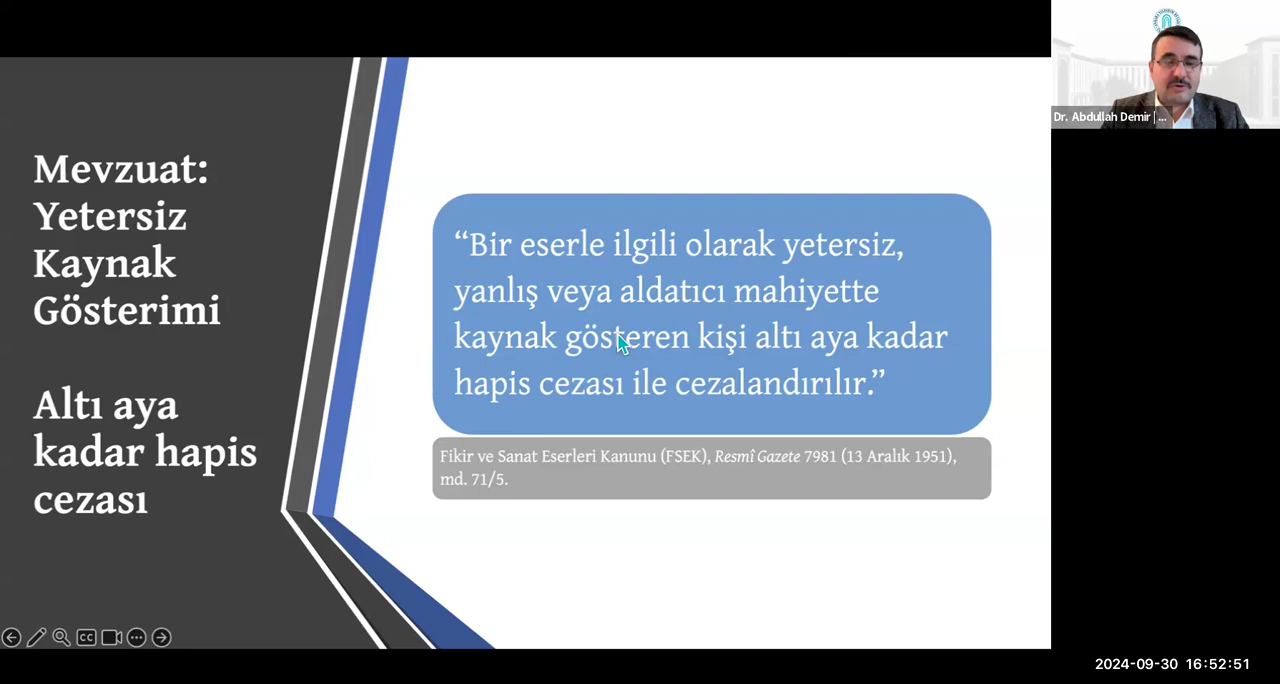 Mevzuat:
Yetersiz
Kaynak
Gösterimi
Altı aya
kadar hapis
cezası
“Bir eserle ilgili olarak yetersiz,
yanlış veya aldatıcı mahiyette
kaynak gösteren kişi altı aya kadar
hapis cezası ile cezalandırılır.”
Fikir ve Sanat Eserleri Kanunu (FSEK), Resmî Gazete 7981 (13 Aralık 1951),
md. 71/5.
Dr. Abdullah Demir | ...
CC
2024-09-30 16:52:51